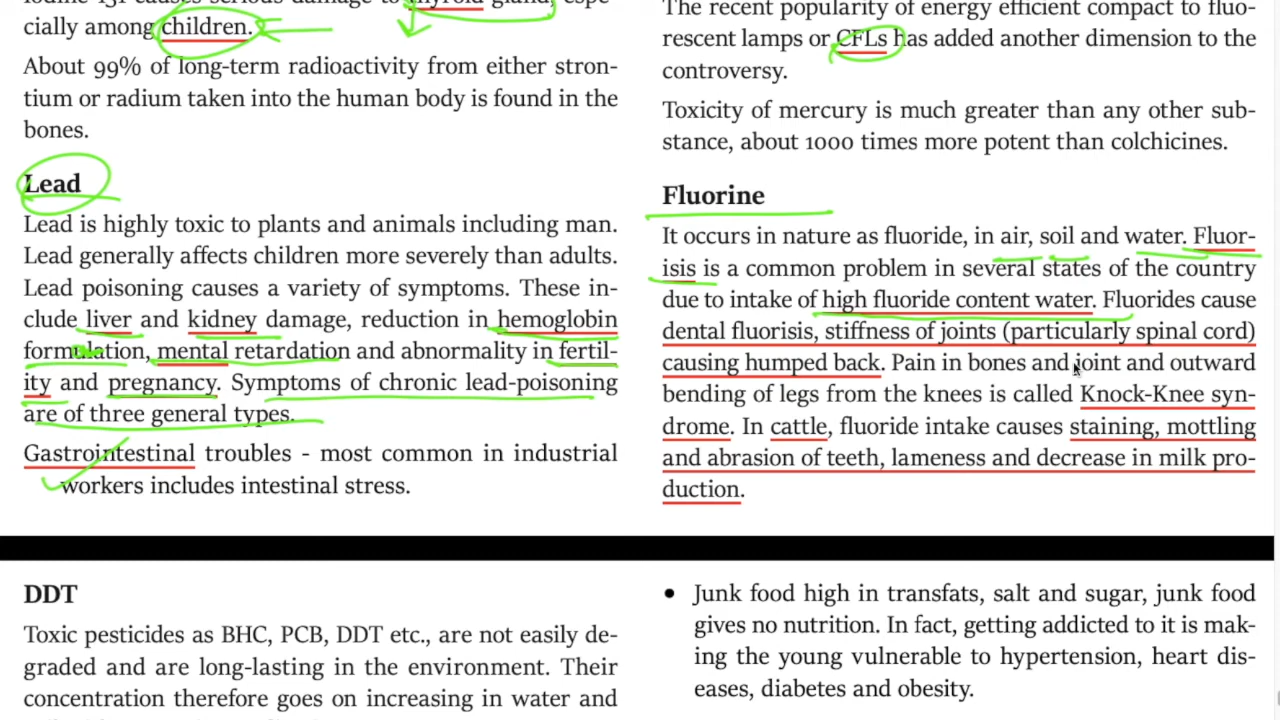 Iodine 131 causes serious damage to thyroid gland, espe-
cially among children.
About 99% of long-term radioactivity from either stron-
tium or radium taken into the human body is found in the
bones.
Lead
Lead is highly toxic to plants and animals including man.
Lead generally affects children more severely than adults.
Lead poisoning causes a variety of symptoms. These in-
clude liver and kidney damage, reduction in hemoglobin
formulation, mental retardation and abnormality in fertil-
ity and pregnancy. Symptoms of chronic lead-poisoning
are of three general types.
Gastrointestinal troubles - most common in industrial
workers includes intestinal stress.
The recent popularity of energy efficient compact to fluo-
rescent lamps or CFLs has added another dimension to the
controversy.
Toxicity of mercury is much greater than any other sub-
stance, about 1000 times more potent than colchicines.
Fluorine
It occurs in nature as fluoride, in air, soil and water. Fluor-
isis is a common problem in several states of the country
due to intake of high fluoride content water. Fluorides cause
dental fluorisis, stiffness of joints (particularly spinal cord)
causing humped back. Pain in bones and joint and outward
bending of legs from the knees is called Knock-Knee syn-
drome. In cattle, fluoride intake causes staining, mottling
and abrasion of teeth, lameness and decrease in milk pro-
duction.
DDT
Toxic pesticides as BHC, PCB, DDT etc., are not easily de-
graded and are long-lasting in the environment. Their
concentration therefore goes on increasing in water and
• Junk food high in transfats, salt and sugar, junk food
gives no nutrition. In fact, getting addicted to it is mak-
ing the young vulnerable to hypertension, heart dis-
eases, diabetes and obesity.